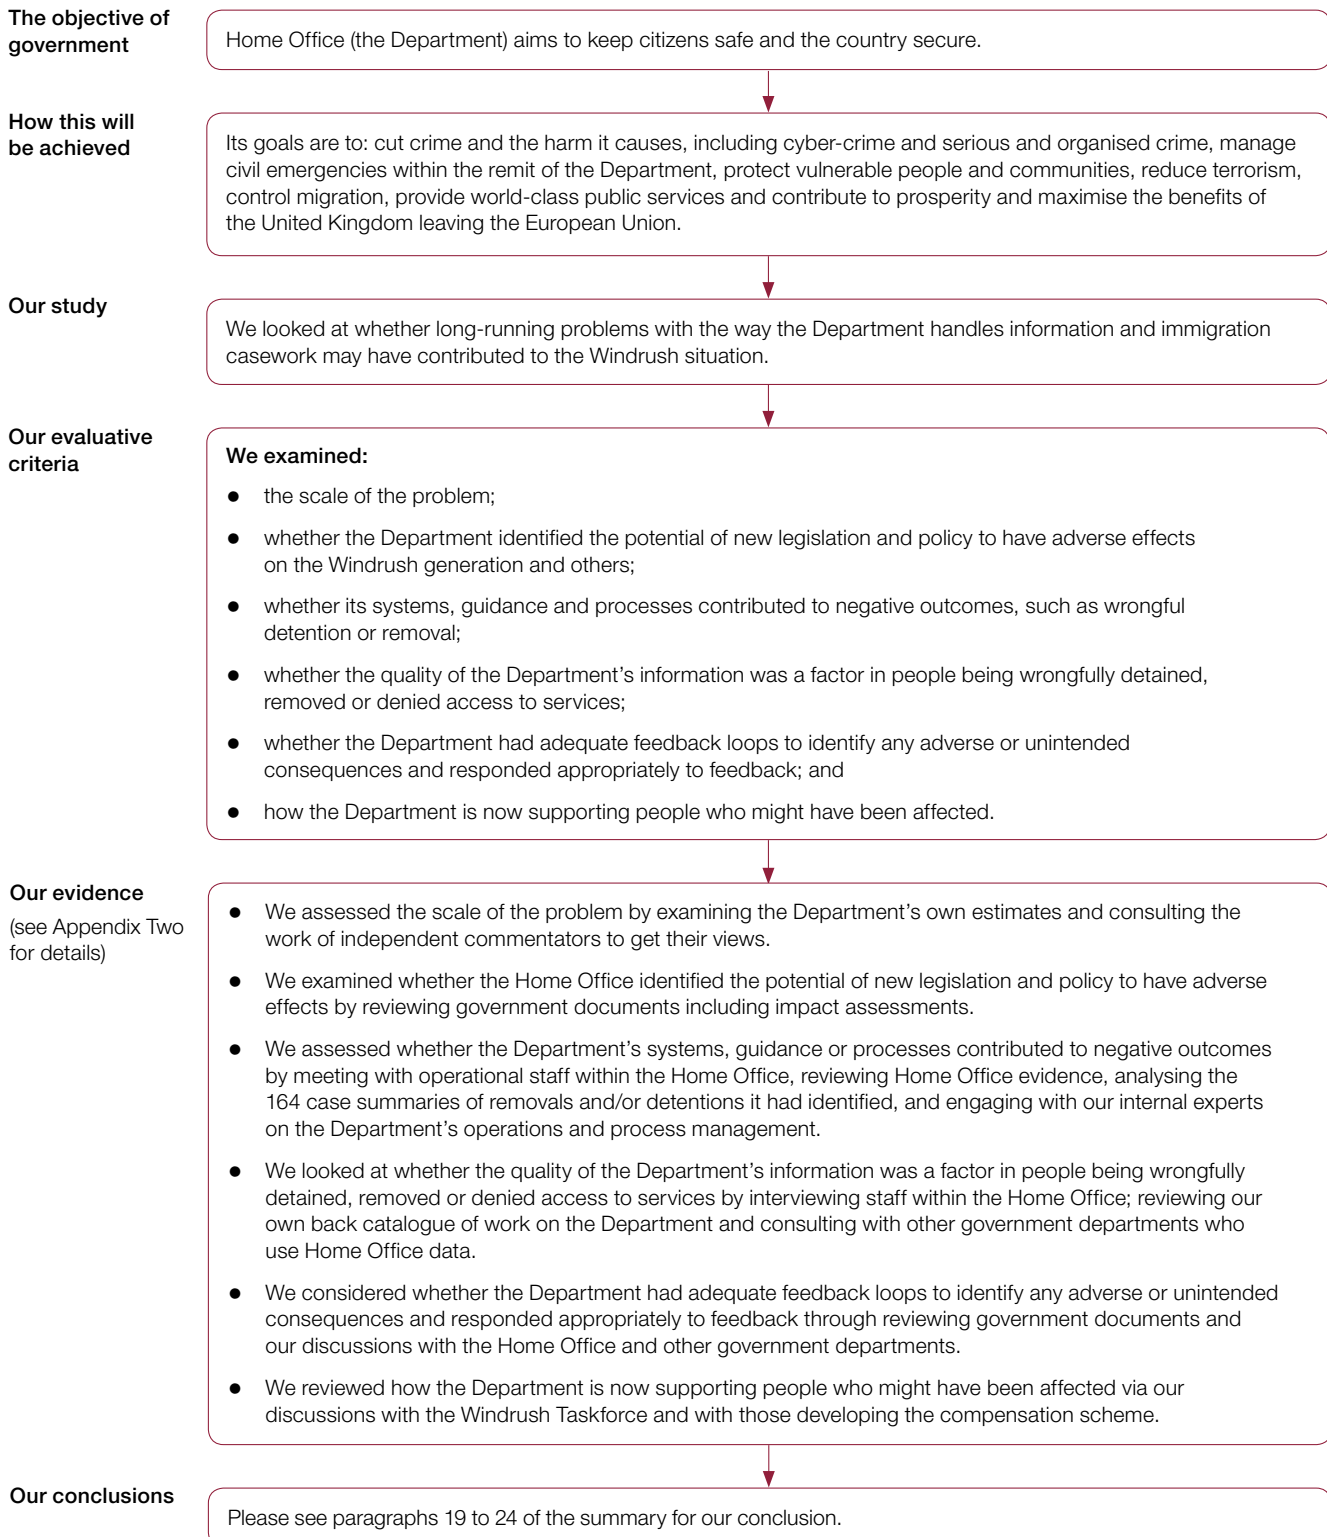 The objective of
government
Home Office (the Department) aims to keep citizens safe and the country secure.
How this will
be achieved
Its goals are to: cut crime and the harm it causes, including cyber-crime and serious and organised crime, manage
civil emergencies within the remit of the Department, protect vulnerable people and communities, reduce terrorism,
control migration, provide world-class public services and contribute to prosperity and maximise the benefits of
the United Kingdom leaving the European Union.
Our study
We looked at whether long-running problems with the way the Department handles information and immigration
casework may have contributed to the Windrush situation.
Our evaluative
criteria
We examined:
● the scale of the problem;
● whether the Department identified the potential of new legislation and policy to have adverse effects
on the Windrush generation and others;
● whether its systems, guidance and processes contributed to negative outcomes, such as wrongful
detention or removal;
● whether the quality of the Department's information was a factor in people being wrongfully detained,
removed or denied access to services;
● whether the Department had adequate feedback loops to identify any adverse or unintended
consequences and responded appropriately to feedback; and
● how the Department is now supporting people who might have been affected.
Our evidence
(see Appendix Two
for details)
● We assessed the scale of the problem by examining the Department's own estimates and consulting the
work of independent commentators to get their views.
● We examined whether the Home Office identified the potential of new legislation and policy to have adverse
effects by reviewing government documents including impact assessments.
● We assessed whether the Department's systems, guidance or processes contributed to negative outcomes
by meeting with operational staff within the Home Office, reviewing Home Office evidence, analysing the
164 case summaries of removals and/or detentions it had identified, and engaging with our internal experts
on the Department's operations and process management.
● We looked at whether the quality of the Department's information was a factor in people being wrongfully
detained, removed or denied access to services by interviewing staff within the Home Office; reviewing our
own back catalogue of work on the Department and consulting with other government departments who
use Home Office data.
● We considered whether the Department had adequate feedback loops to identify any adverse or unintended
consequences and responded appropriately to feedback through reviewing government documents and
our discussions with the Home Office and other government departments.
● We reviewed how the Department is now supporting people who might have been affected via our
discussions with the Windrush Taskforce and with those developing the compensation scheme.
Our conclusions
Please see paragraphs 19 to 24 of the summary for our conclusion.